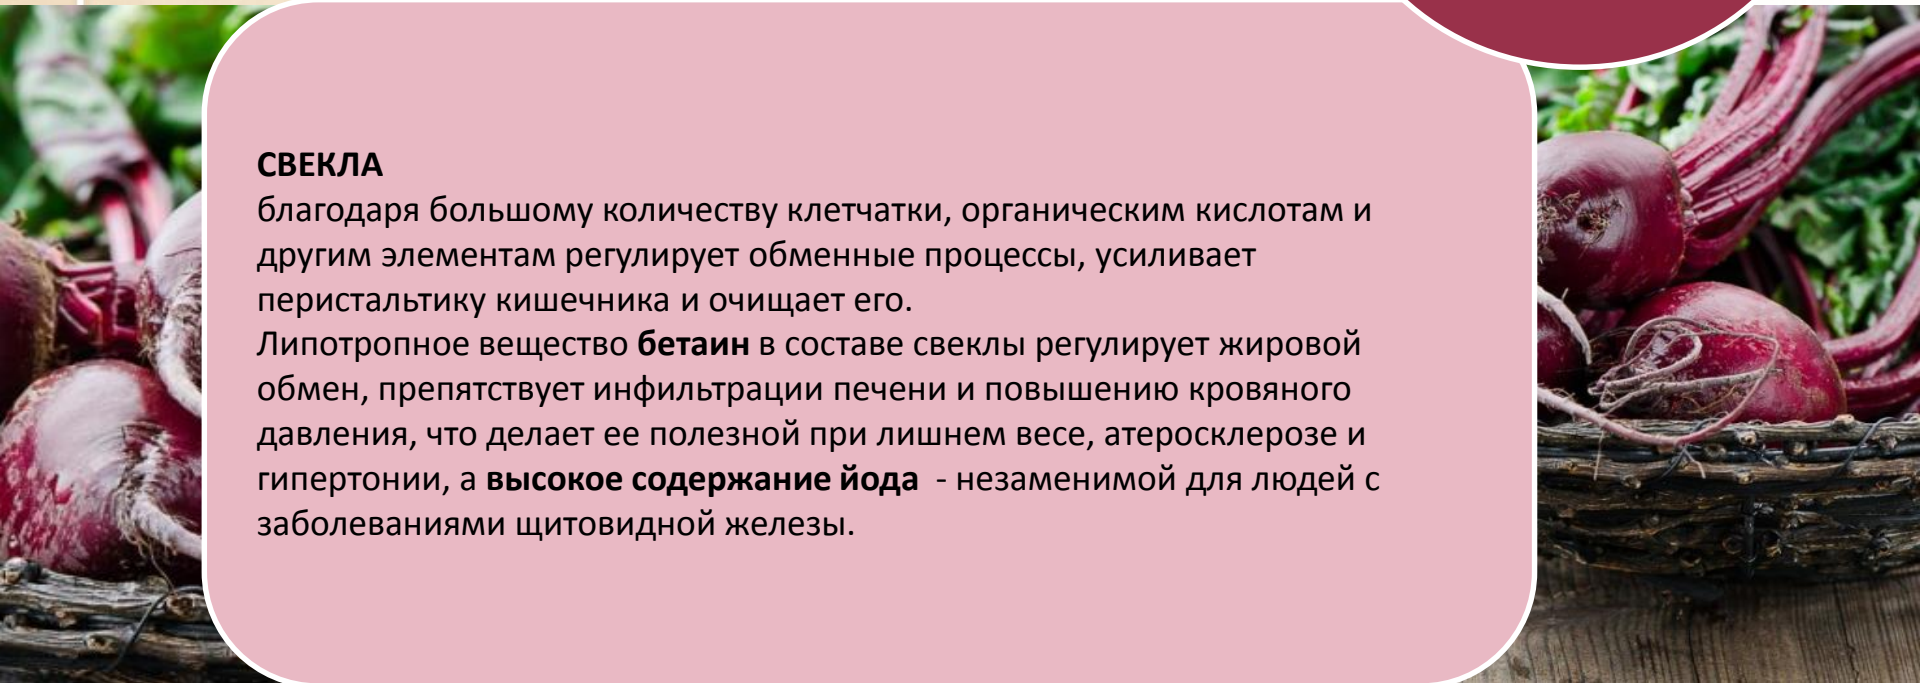 СВЕКЛА
благодаря большому количеству клетчатки, органическим кислотам и
другим элементам регулирует обменные процессы, усиливает
перистальтику кишечника и очищает его.
Липотропное вещество бетаин в составе свеклы регулирует жировой
обмен, препятствует инфильтрации печени и повышению кровяного
давления, что делает ее полезной при лишнем весе, атеросклерозе и
гипертонии, а высокое содержание йода  - незаменимой для людей с
заболеваниями щитовидной железы.